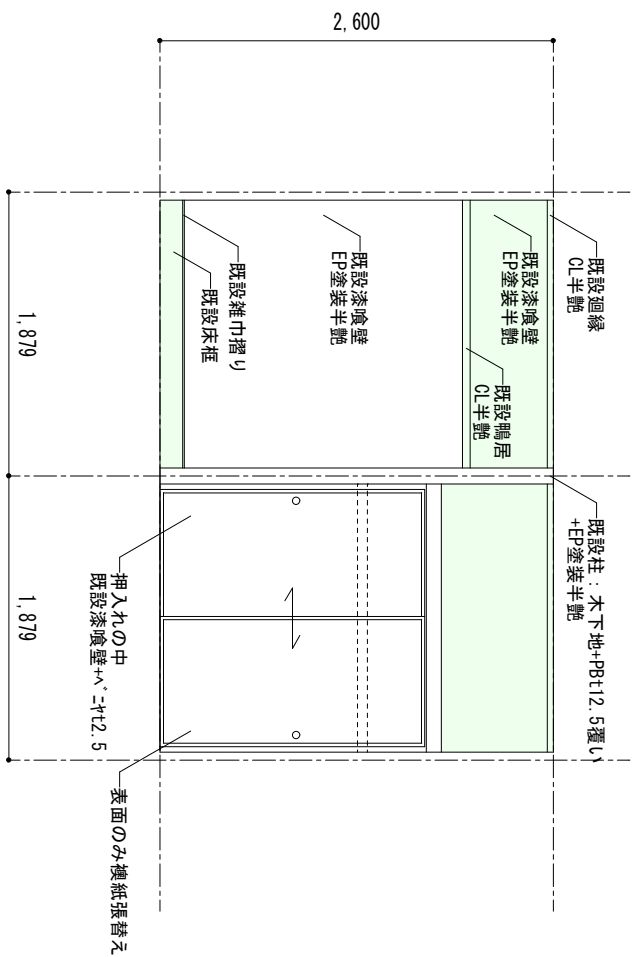 2,600
既設廻縁
CL半艶
既設漆喰壁
EP塗装半艶
既設鴨居
CL半艶
既設漆喰壁
EP塗装半艶
既設雑巾摺り
既設床框
既設柱：木下地+PBt12.5覆い
+EP塗装半艶
押入れの中
既設漆喰壁+ﾍﾞﾆﾔt2.5
表面のみ襖紙張替え
1,879
1,879